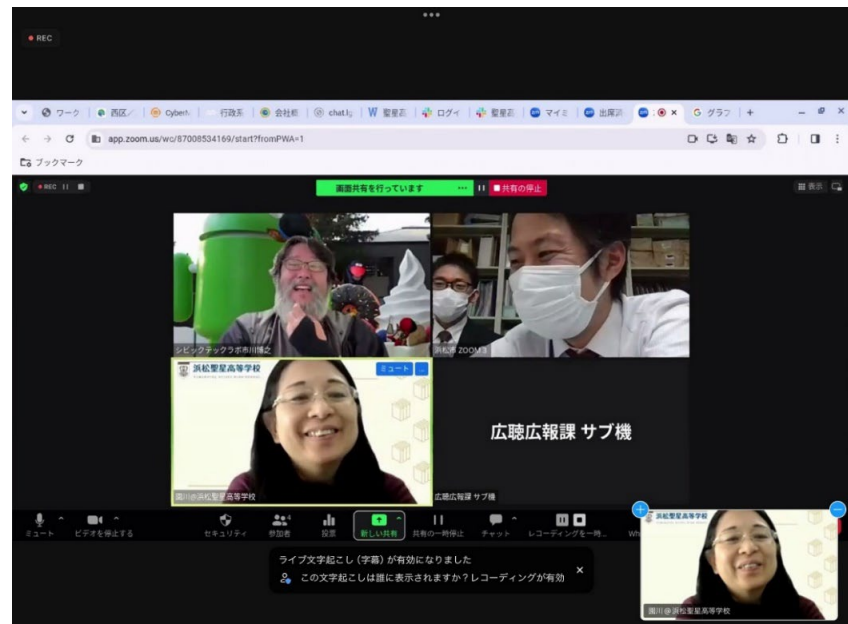 REC
ワーク
西区
Cybern
行政系
会社概
chat.l
聖星高
ログイ
聖星高
マイミ
出席調
グラフ
app.zoom.us/wc/87008534169/start?fromPWA=1
ブックマーク
REC
画面共有を行っています
共有の停止
表示
シビックテックラボ市川博之
浜松市 ZOOM3
浜松聖星高等学校
ミュート
園川@浜松聖星高等学校
広聴広報課 サブ機
広聴広報課 サブ機
ミュート
ビデオを停止する
セキュリティ
参加者
4
投票
新しい共有
共有の一時停止
チャット
レコーディングを一時...
Wh
ライブ文字起こし (字幕) が有効になりました
この文字起こしは誰に表示されますか?レコーディングが有効
浜松聖星高等学校
園川@浜松聖星高等学校